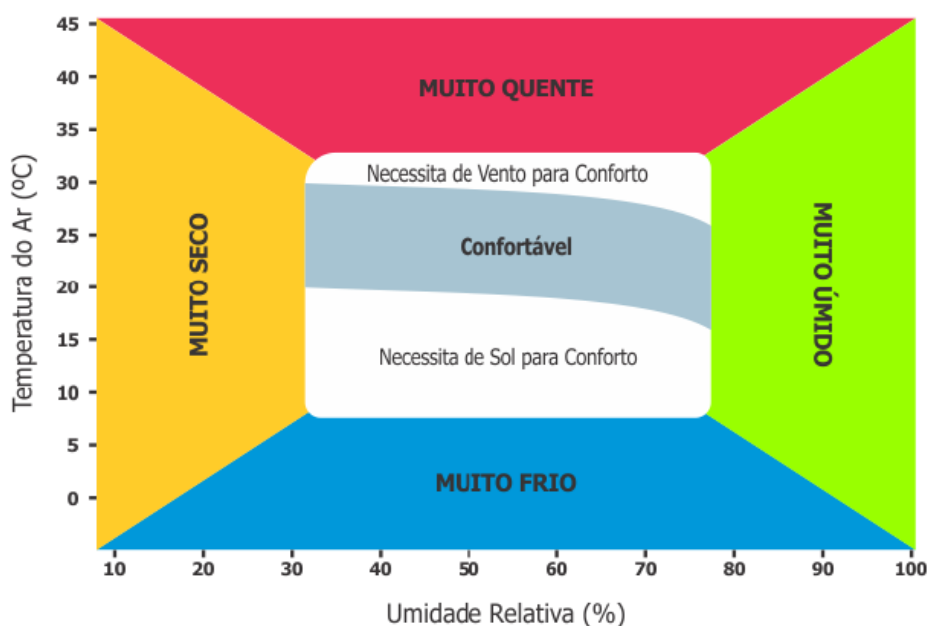 45
40
35
30
25
20
15
10
5
0
Temperatura do Ar (ºC)
MUITO QUENTE
Necessita de Vento para Conforto
Confortável
Necessita de Sol para Conforto
MUITO SECO
MUITO ÚMIDO
MUITO FRIO
10 20 30 40 50 60 70 80 90 100
Umidade Relativa (%)